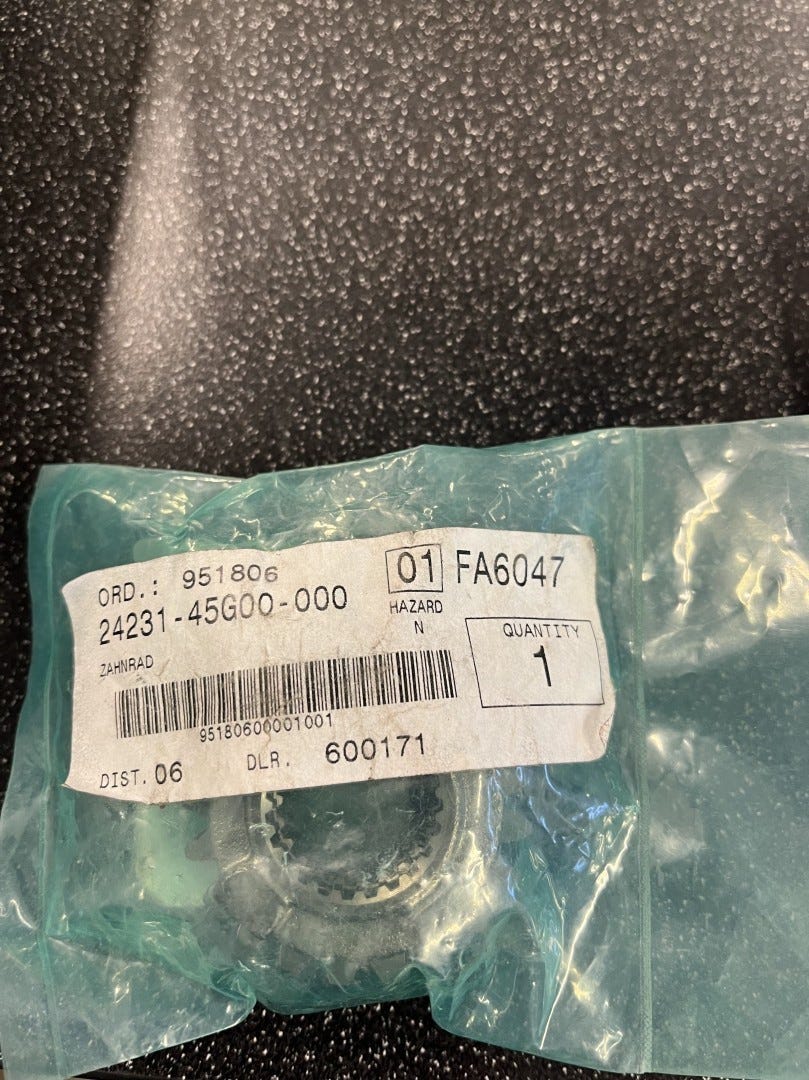 ORD.: 951806
24231-45G00-000
01 FA6047
HAZARD
N
ZAHNRAD
QUANTITY
1
95180600001001
DIST. 06 DLR. 600171